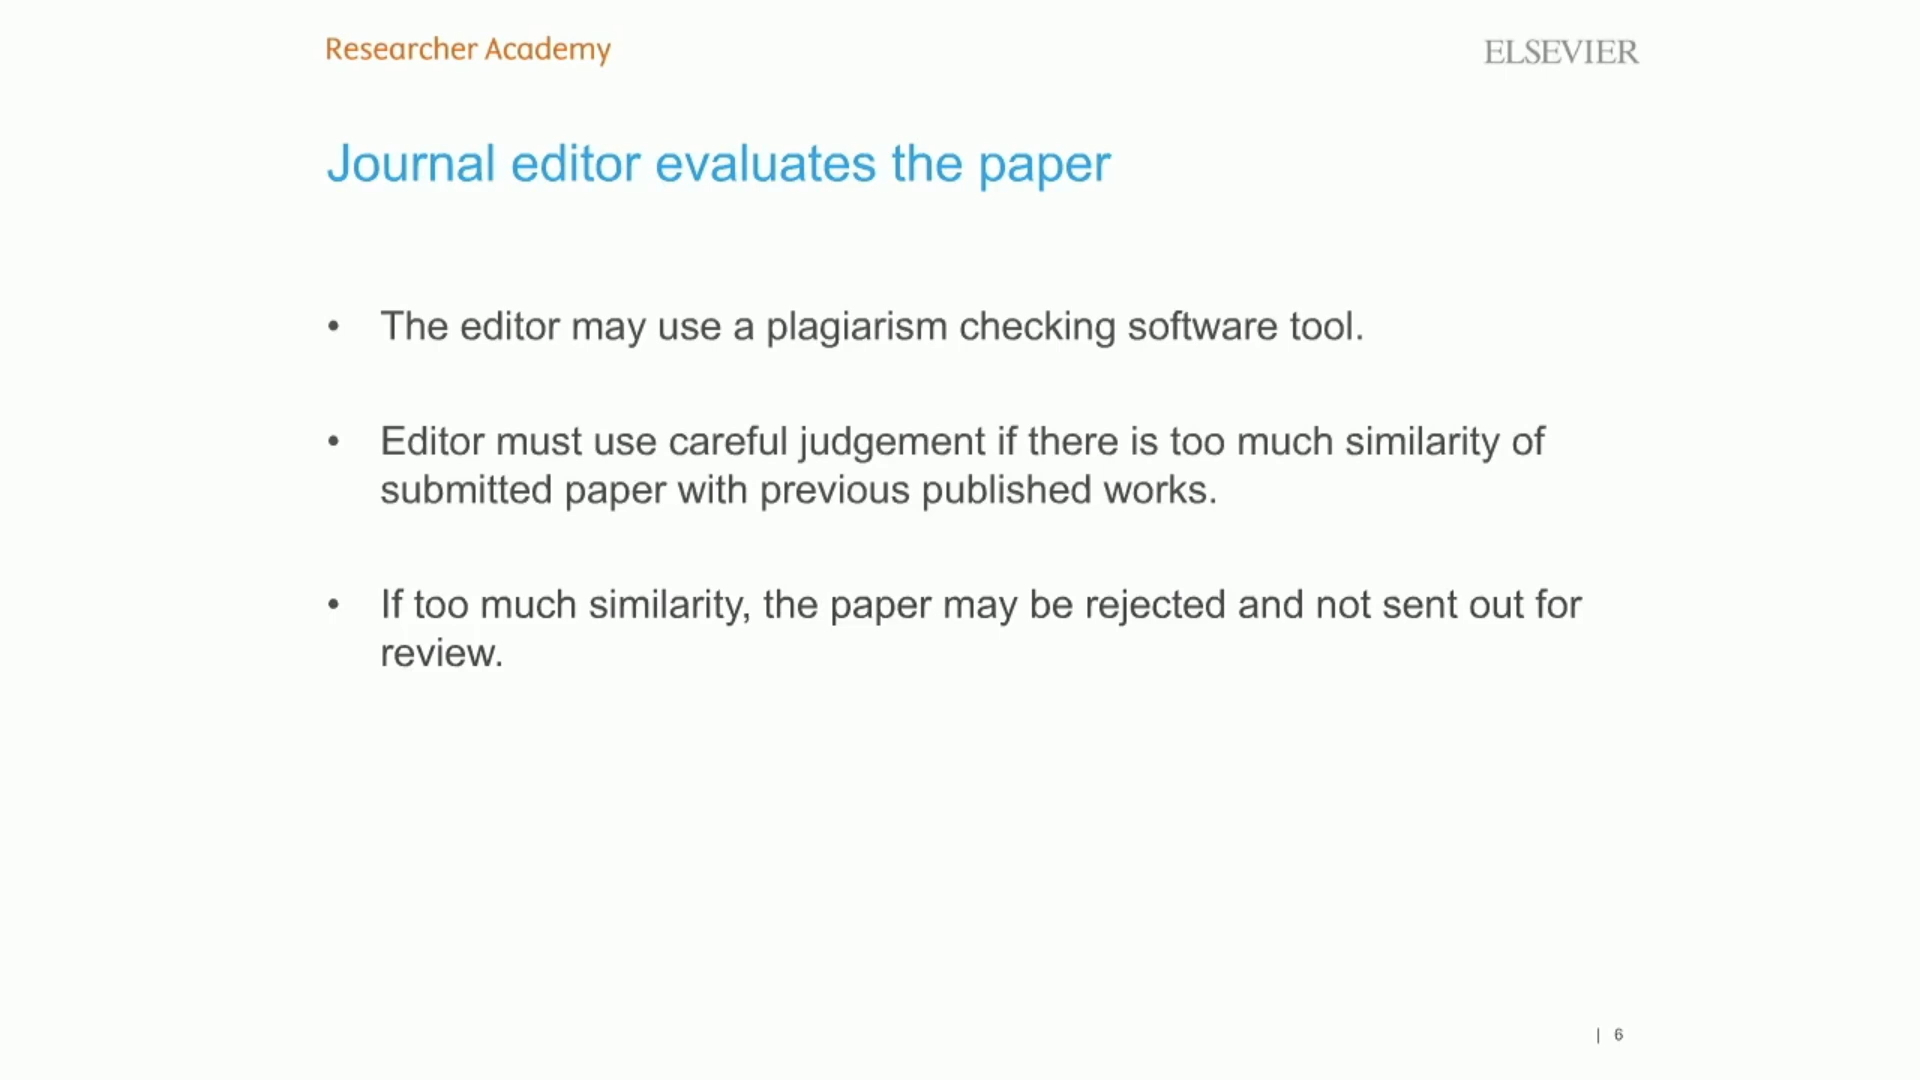 Researcher Academy
ELSEVIER
Journal editor evaluates the paper
• The editor may use a plagiarism checking software tool.
• Editor must use careful judgement if there is too much similarity of
submitted paper with previous published works.
• If too much similarity, the paper may be rejected and not sent out for
review.
| 6